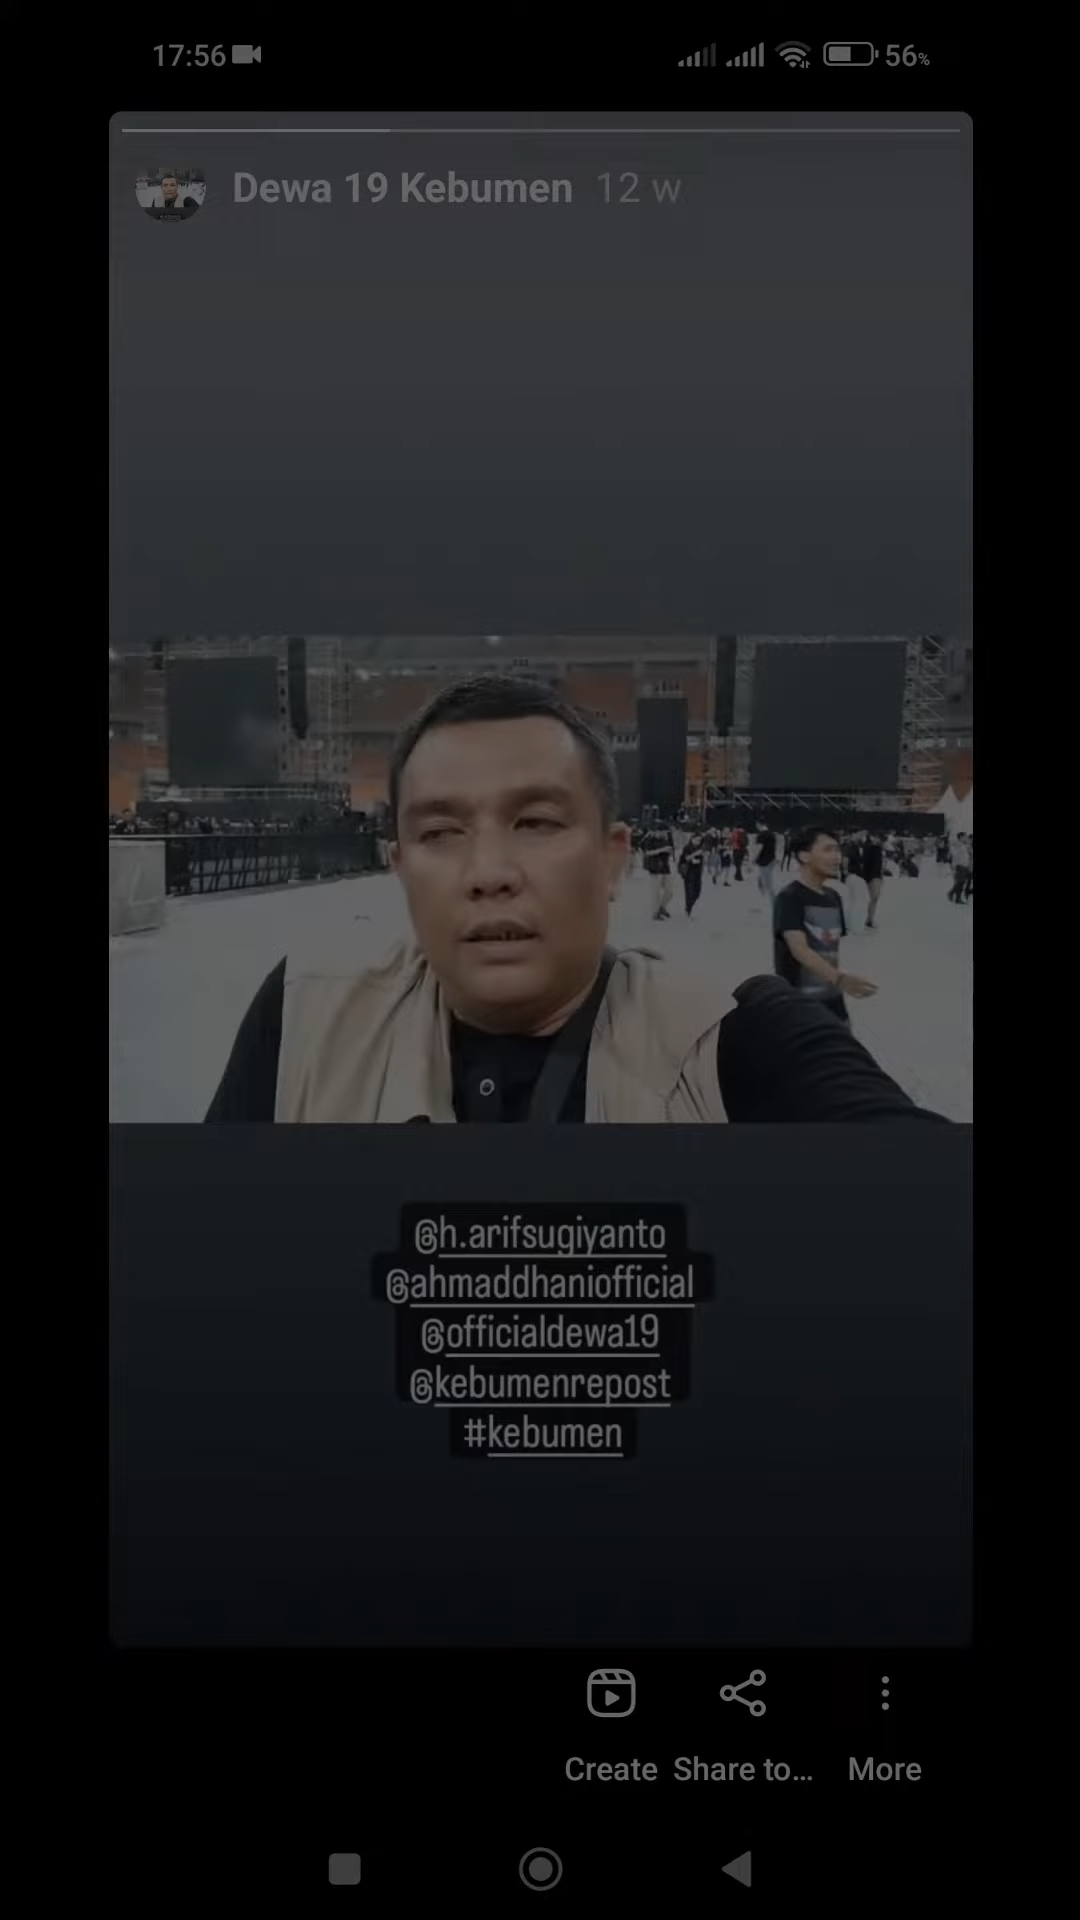 17:56 56%
Dewa 19 Kebumen 12 w
@h.arifsugiyanto
@ahmaddhaniofficial
@officialdewa19
@kebumenrepost
#kebumen
Create Share to... More